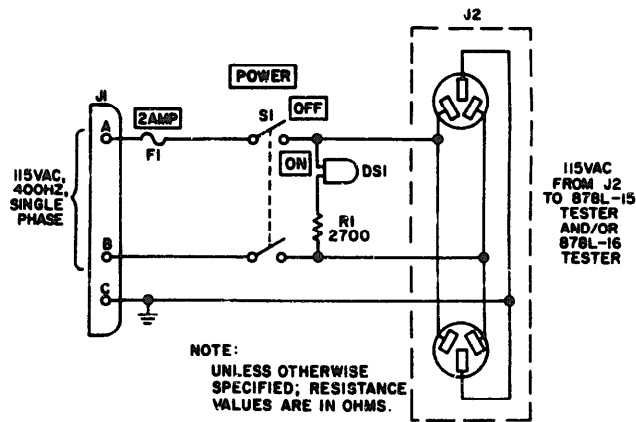 J2
POWER
J1
2AMP
S1
OFF
A
F1
ON
DS1
115VAC,
400HZ,
SINGLE
PHASE
R1
2700
B
C
115VAC
FROM J2
TO 878L-15
TESTER
AND/OR
878L-16
TESTER
NOTE:
UNLESS OTHERWISE
SPECIFIED; RESISTANCE
VALUES ARE IN OHMS.